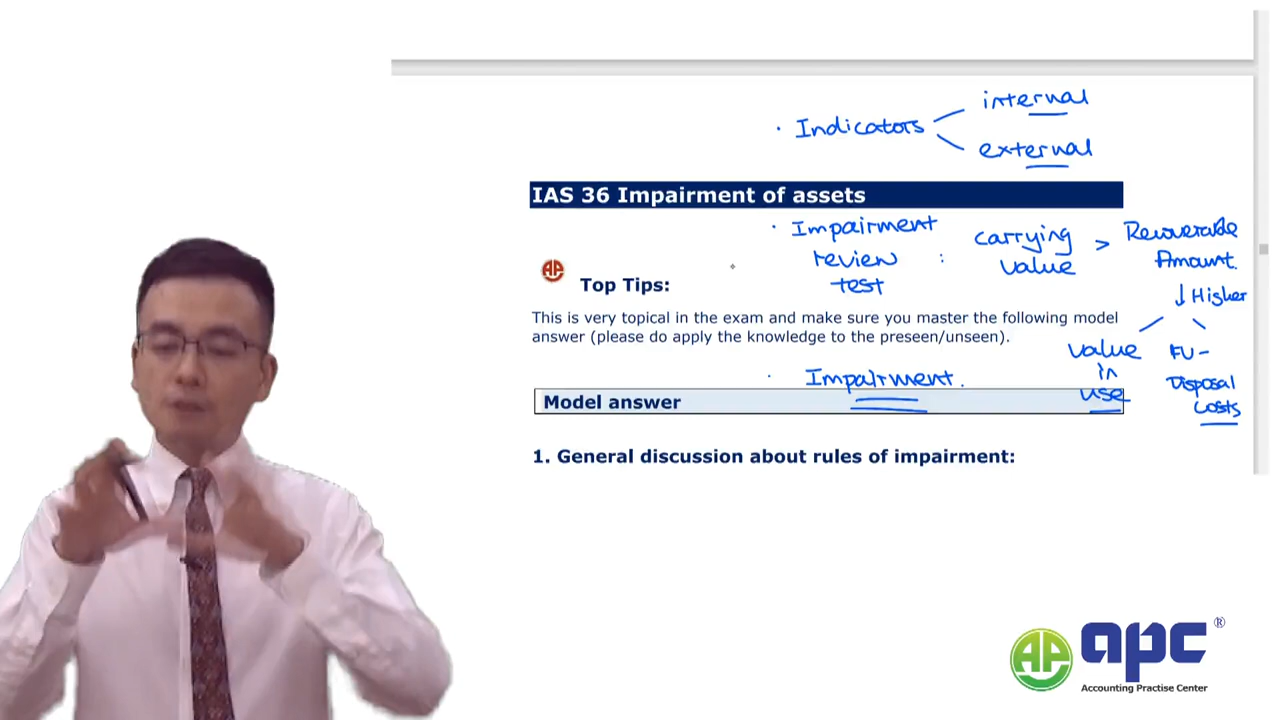 · Indicators
internal
external
IAS 36 Impairment of assets
· Impairment
review
test
:
carrying
value
>
Recoverable
Amount.
↓ Higher
value
in
use
FV -
Disposal
costs
Top Tips:
This is very topical in the exam and make sure you master the following model
answer (please do apply the knowledge to the preseen/unseen).
· Impairment.
Model answer
1. General discussion about rules of impairment:
AP
apc®
Accounting Practise Center